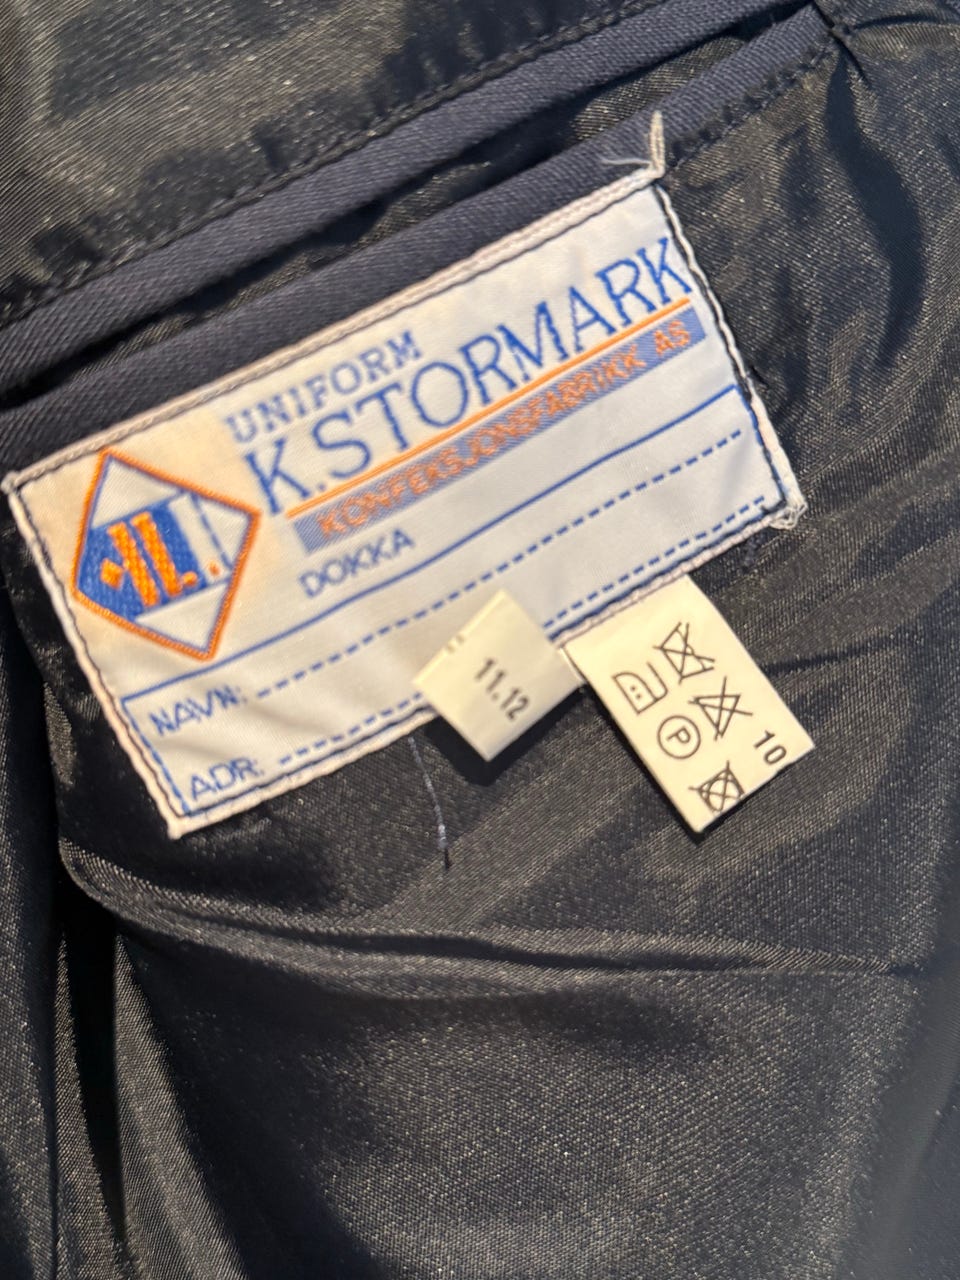 UNIFORM
K.STORMARK
KONFEKSJONSFABRIKK AS
DOKKA
NAVN:
ADR:
11.12
P
10